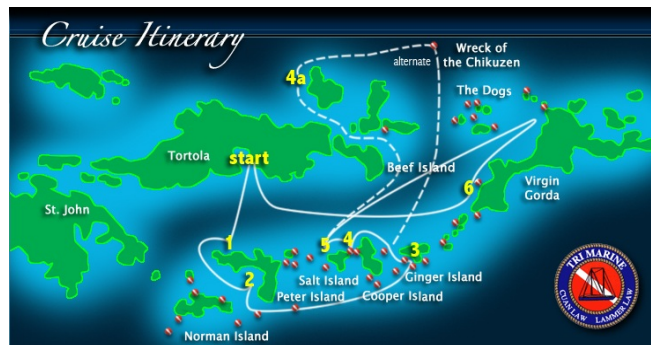 Cruise Itinerary
Wreck of
the Chikuzen
alternate
4a
The Dogs
Tortola
start
Beef Island
St. John
6
Virgin
Gorda
1
5
4
3
2
Salt Island
Ginger Island
Peter Island
Cooper Island
Norman Island
TRI MARINE
CUAN LAW LAMMER LAW